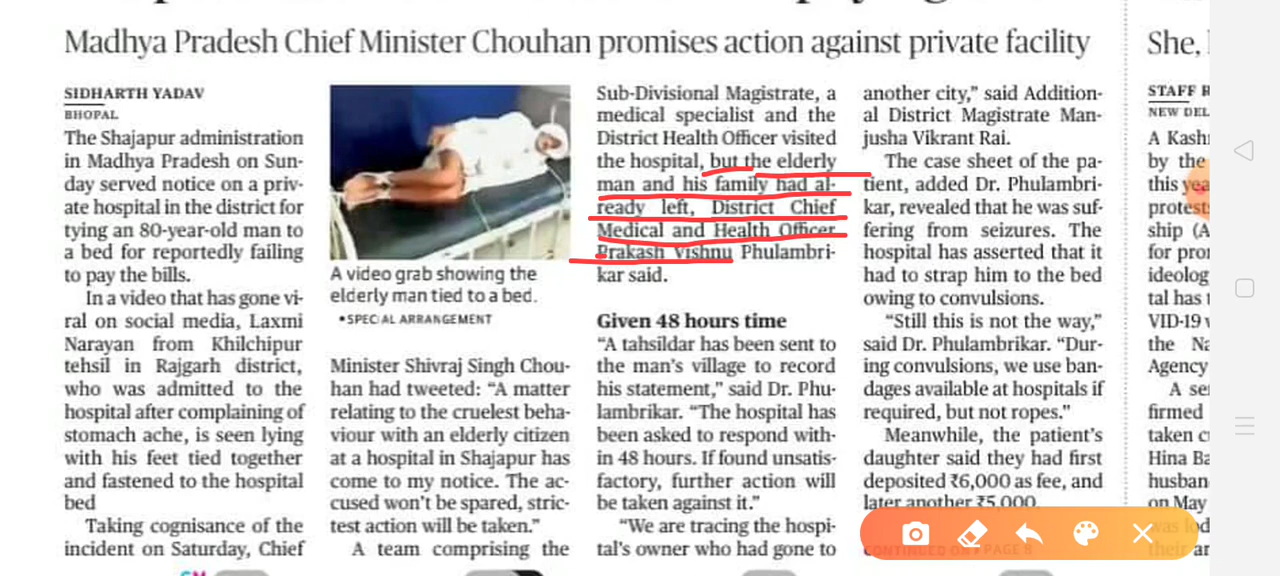 Madhya Pradesh Chief Minister Chouhan promises action against private facility
SIDHARTH YADAV
BHOPAL
The Shajapur administration
in Madhya Pradesh on Sun-
day served notice on a priv-
ate hospital in the district for
tying an 80-year-old man to
a bed for reportedly failing
to pay the bills.
In a video that has gone vi-
ral on social media, Laxmi
Narayan from Khilchipur
tehsil in Rajgarh district,
who was admitted to the
hospital after complaining of
stomach ache, is seen lying
with his feet tied together
and fastened to the hospital
bed
Taking cognisance of the
incident on Saturday, Chief
A video grab showing the
elderly man tied to a bed.
•SPECIAL ARRANGEMENT
Minister Shivraj Singh Chou-
han had tweeted: “A matter
relating to the cruelest beha-
viour with an elderly citizen
at a hospital in Shajapur has
come to my notice. The ac-
cused won’t be spared, stric-
test action will be taken.”
A team comprising the
Sub-Divisional Magistrate, a
medical specialist and the
District Health Officer visited
the hospital, but the elderly
man and his family had al-
ready left, District Chief
Medical and Health Officer
Prakash Vishnu Phulambri-
kar said.
Given 48 hours time
“A tahsildar has been sent to
the man’s village to record
his statement,” said Dr. Phu-
lambrikar. “The hospital has
been asked to respond with-
in 48 hours. If found unsatis-
factory, further action will
be taken against it.”
“We are tracing the hospi-
tal’s owner who had gone to
another city,” said Addition-
al District Magistrate Man-
jusha Vikrant Rai.
The case sheet of the pa-
tient, added Dr. Phulambri-
kar, revealed that he was suf-
fering from seizures. The
hospital has asserted that it
had to strap him to the bed
owing to convulsions.
“Still this is not the way,”
said Dr. Phulambrikar. “Dur-
ing convulsions, we use ban-
dages available at hospitals if
required, but not ropes.”
Meanwhile, the patient’s
daughter said they had first
deposited ₹6,000 as fee, and
later another ₹5,000.
CONTINUED ON PAGE 8
She,
STAFF R
NEW DEL
A Kash
by the
this yea
protest
ship (A
for pro
ideolog
tal has
VID-19
the Na
Agency
A se
firmed
taken c
Hina Ba
husban
on May
was lod
their ar